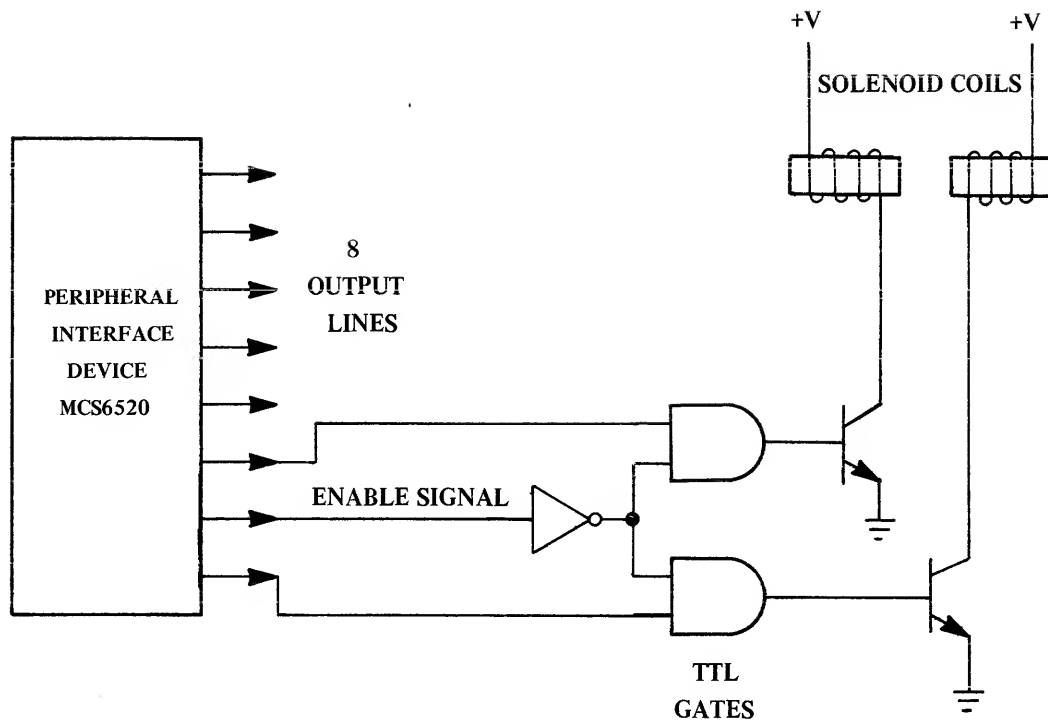 +V
+V
SOLENOID COILS
8
OUTPUT
LINES
PERIPHERAL
INTERFACE
DEVICE
MCS6520
ENABLE SIGNAL
TTL
GATES